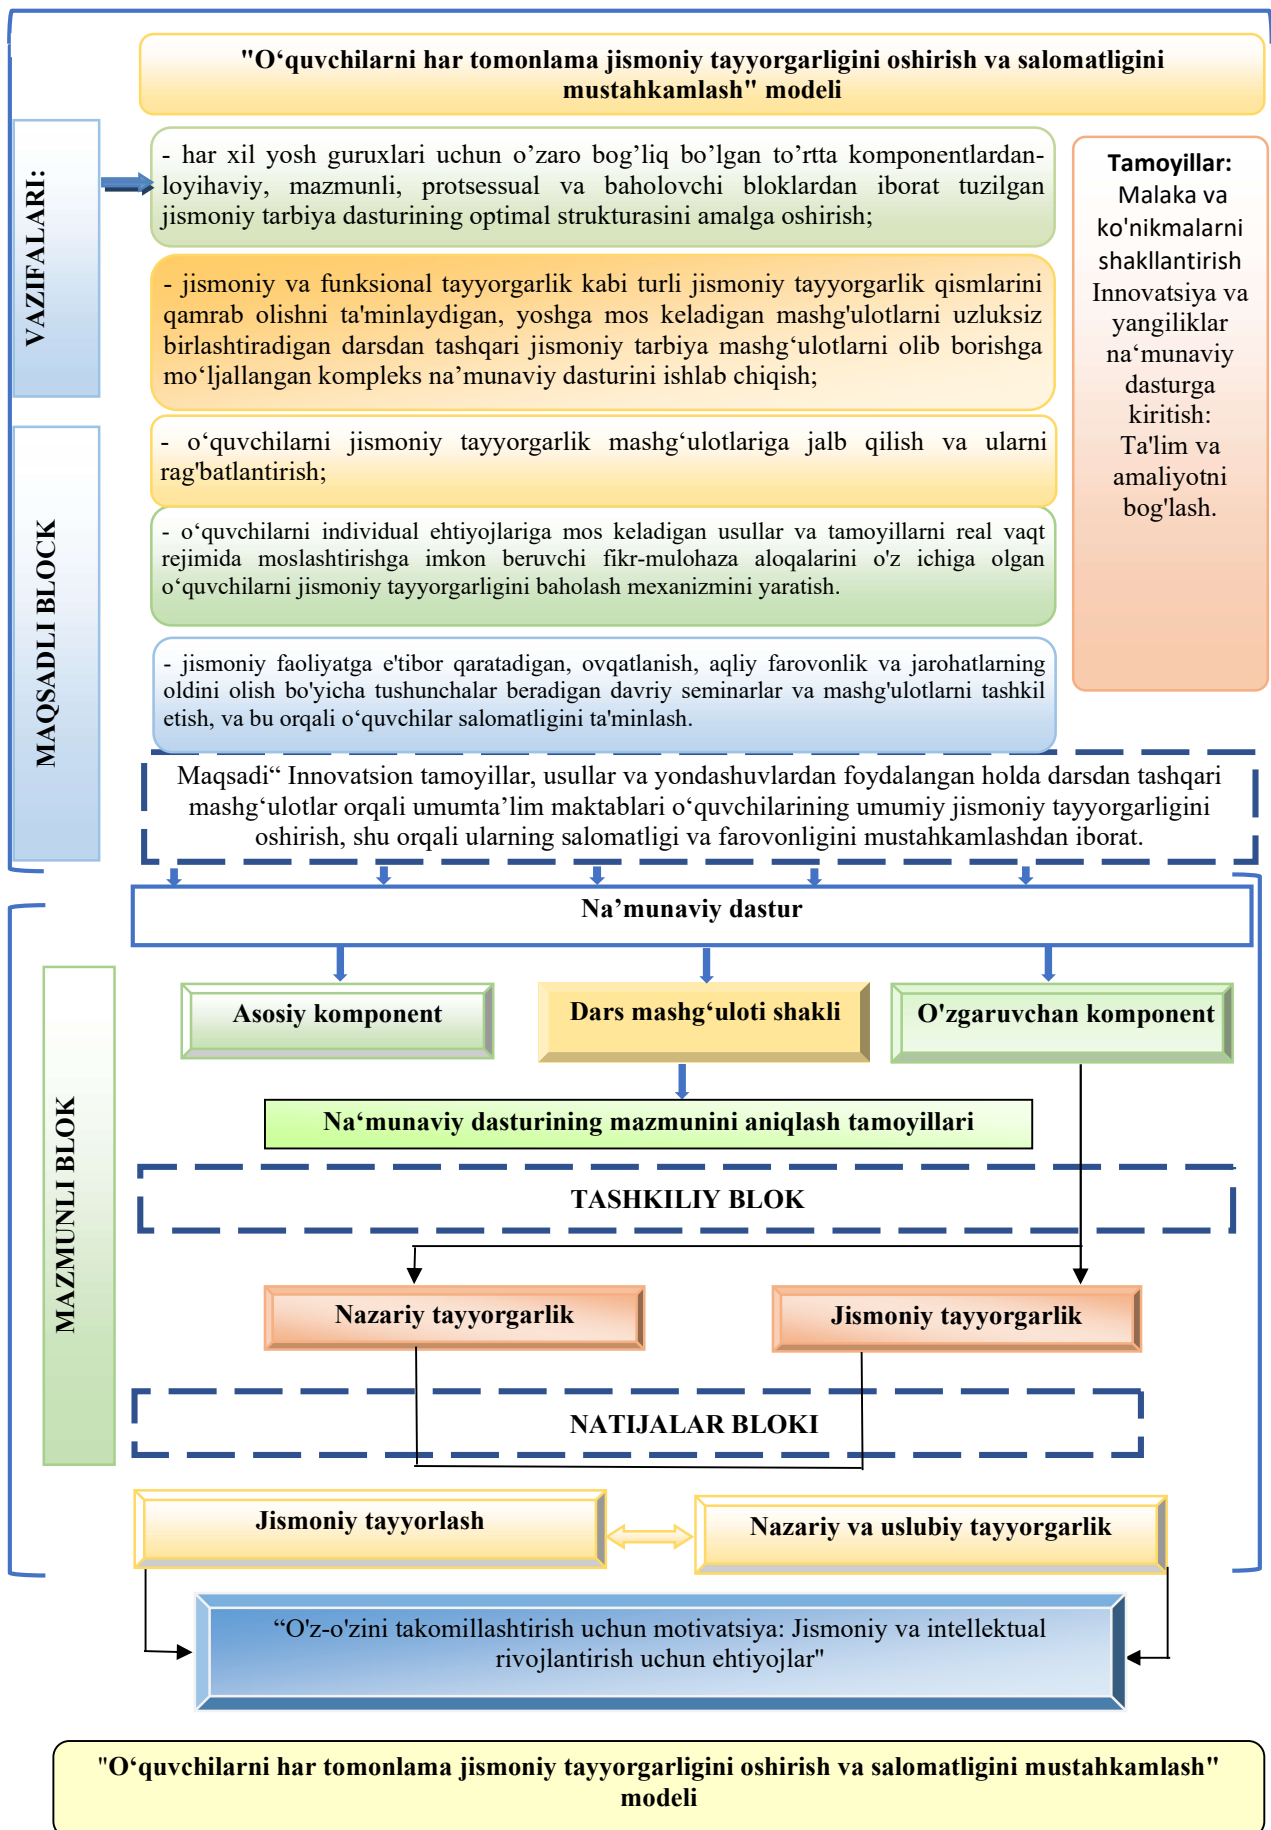 "O‘quvchilarni har tomonlama jismoniy tayyorgarligini oshirish va salomatligini
mustahkamlash" modeli
VAZIFALARI:
- har xil yosh guruxlari uchun o’zaro bog’liq bo’lgan to’rtta komponentlardan-
loyihaviy, mazmunli, protsessual va baholovchi bloklardan iborat tuzilgan
jismoniy tarbiya dasturining optimal strukturasini amalga oshirish;
- jismoniy va funksional tayyorgarlik kabi turli jismoniy tayyorgarlik qismlarini
qamrab olishni ta'minlaydigan, yoshga mos keladigan mashg'ulotlarni uzluksiz
birlashtiradigan darsdan tashqari jismoniy tarbiya mashg‘ulotlarni olib borishga
mo‘ljallangan kompleks na’munaviy dasturini ishlab chiqish;
- o‘quvchilarni jismoniy tayyorgarlik mashg‘ulotlariga jalb qilish va ularni
rag'batlantirish;
- o‘quvchilarni individual ehtiyojlariga mos keladigan usullar va tamoyillarni real vaqt
rejimida moslashtirishga imkon beruvchi fikr-mulohaza aloqalarini o'z ichiga olgan
o‘quvchilarni jismoniy tayyorgarligini baholash mexanizmini yaratish.
- jismoniy faoliyatga e'tibor qaratadigan, ovqatlanish, aqliy farovonlik va jarohatlarning
oldini olish bo'yicha tushunchalar beradigan davriy seminarlar va mashg'ulotlarni tashkil
etish, va bu orqali o‘quvchilar salomatligini ta'minlash.
Tamoyillar:
Malaka va
ko'nikmalarni
shakllantirish
Innovatsiya va
yangiliklar
na‘munaviy
dasturga
kiritish:
Ta'lim va
amaliyotni
bog'lash.
MAQSADLI BLOCK
Maqsadi“ Innovatsion tamoyillar, usullar va yondashuvlardan foydalangan holda darsdan tashqari
mashg‘ulotlar orqali umumta’lim maktablari o‘quvchilarining umumiy jismoniy tayyorgarligini
oshirish, shu orqali ularning salomatligi va farovonligini mustahkamlashdan iborat.
Na’munaviy dastur
MAZMUNLI BLOK
Asosiy komponent
Dars mashg‘uloti shakli
O'zgaruvchan komponent
Na‘munaviy dasturining mazmunini aniqlash tamoyillari
TASHKILIY BLOK
Nazariy tayyorgarlik
Jismoniy tayyorgarlik
NATIJALAR BLOKI
Jismoniy tayyorlash
Nazariy va uslubiy tayyorgarlik
“O'z-o'zini takomillashtirish uchun motivatsiya: Jismoniy va intellektual
rivojlantirish uchun ehtiyojlar"
"O‘quvchilarni har tomonlama jismoniy tayyorgarligini oshirish va salomatligini mustahkamlash"
modeli